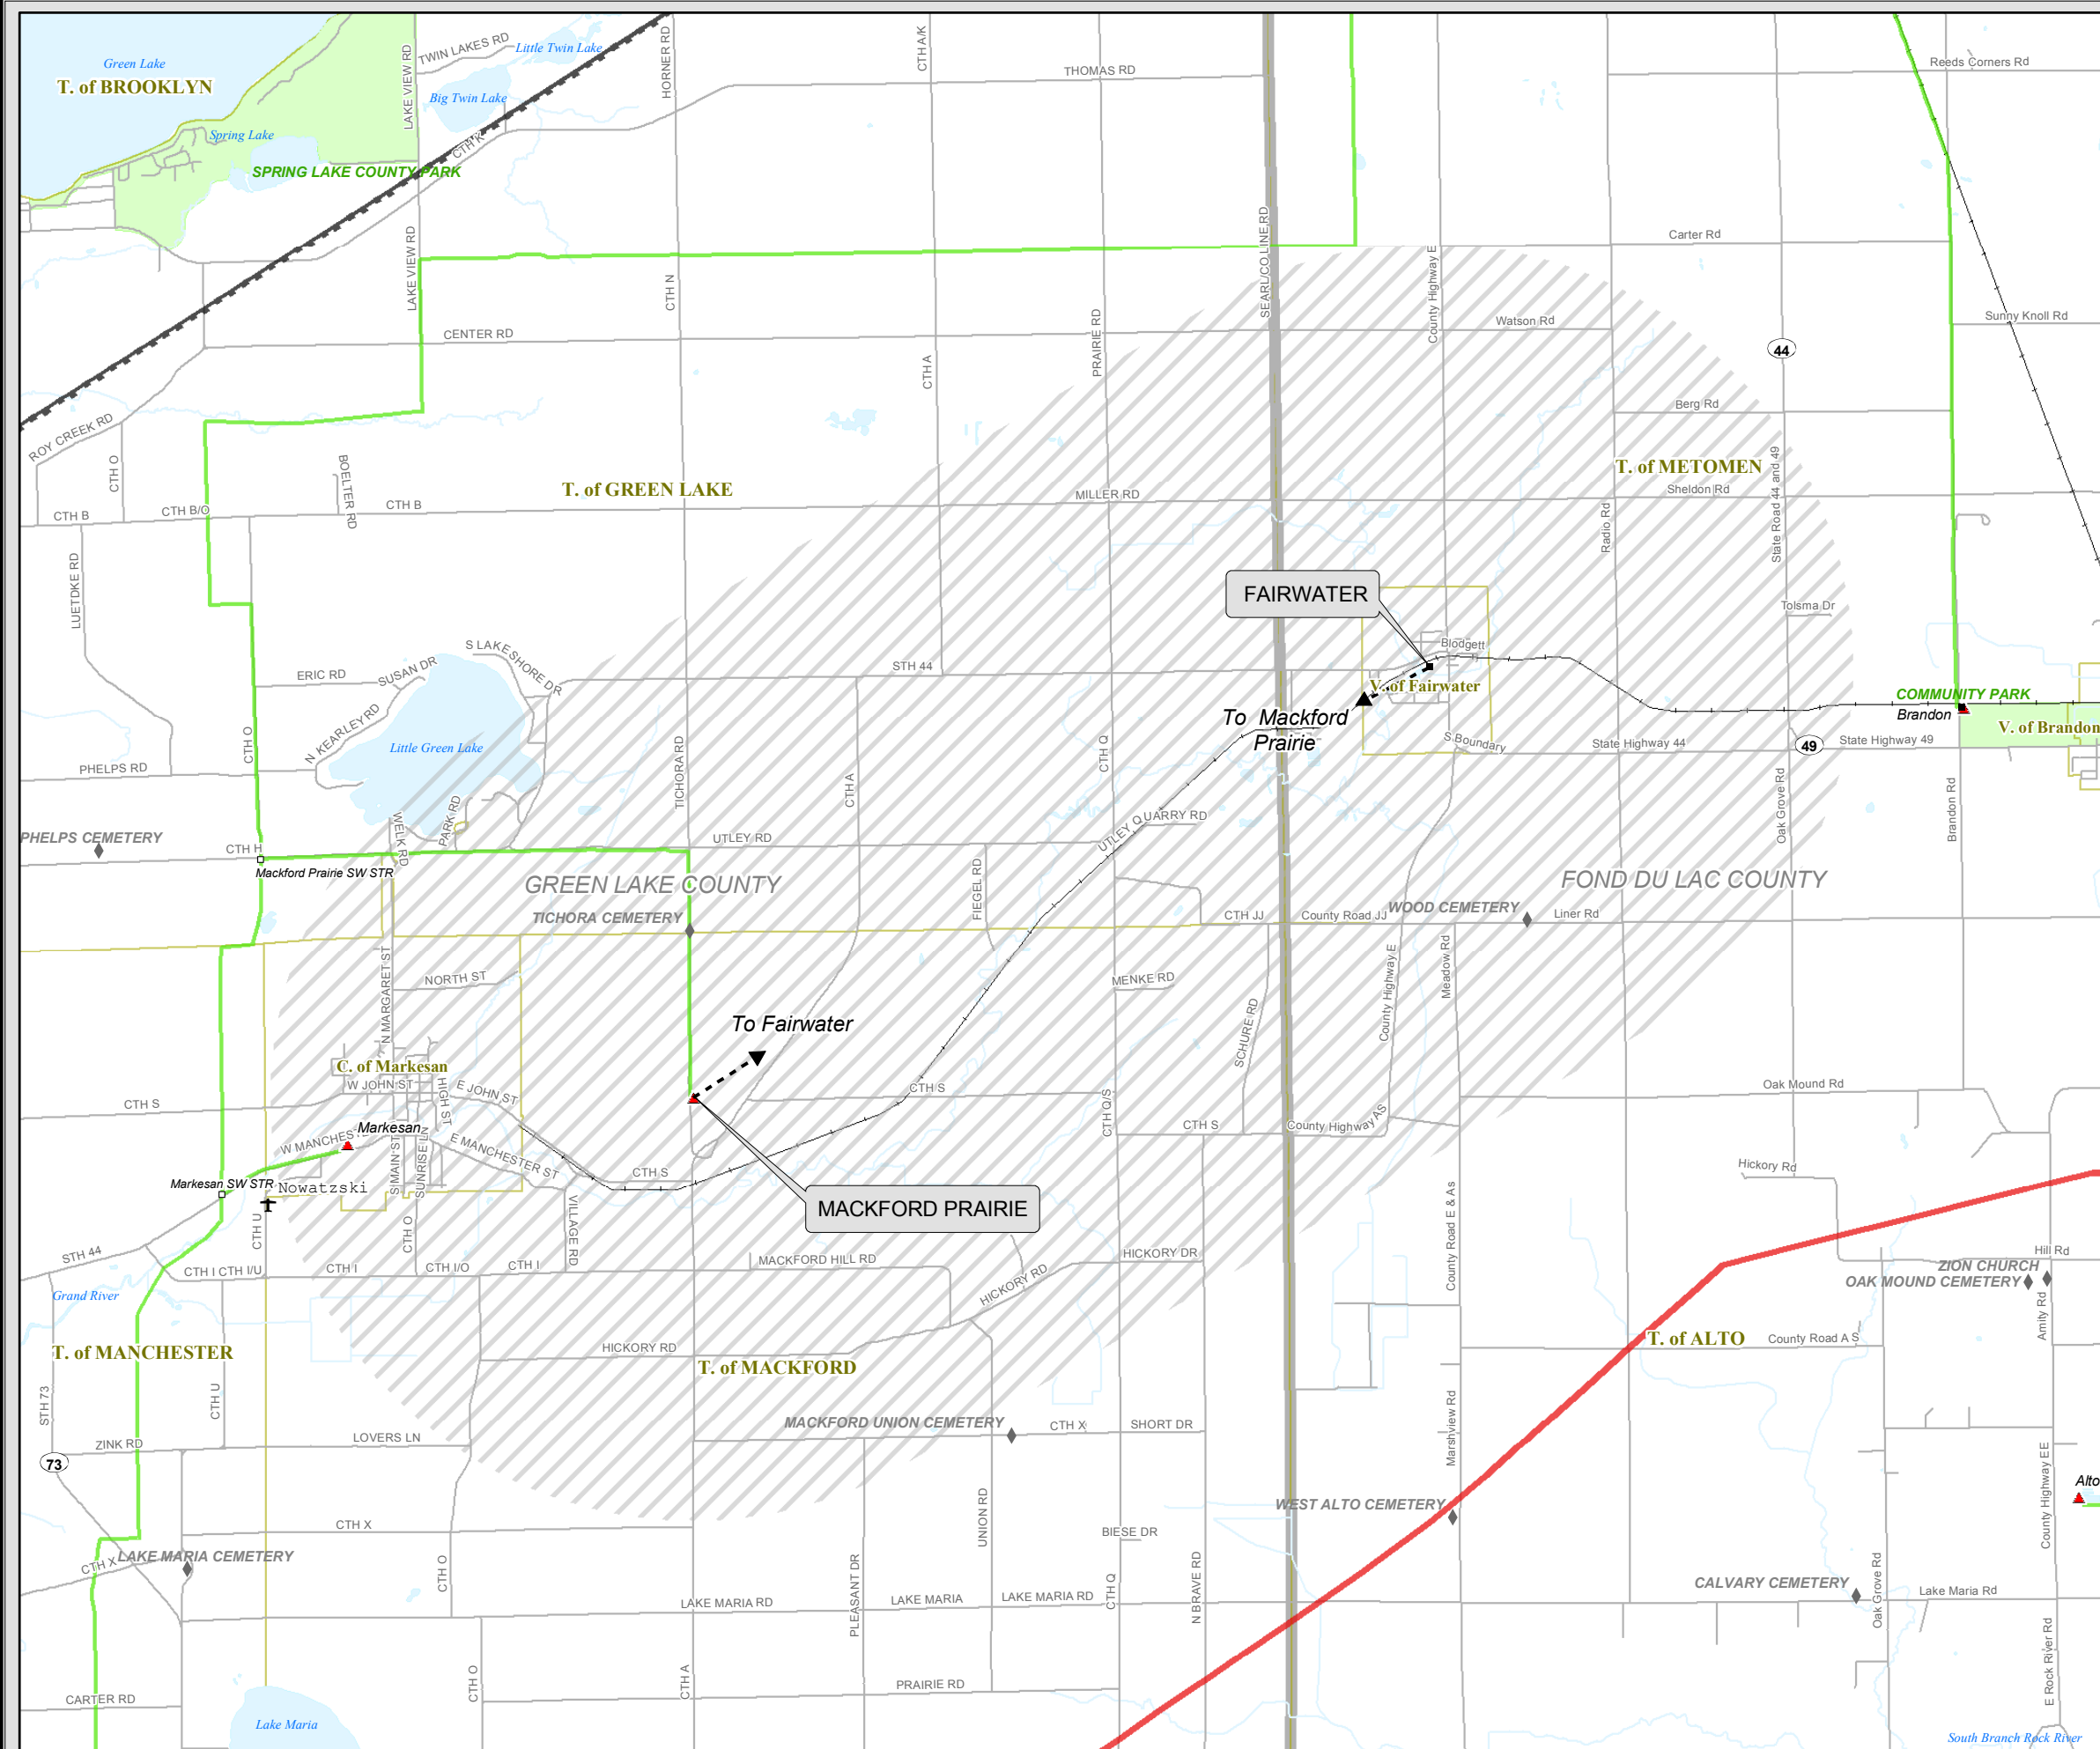 Green Lake
T. of BROOKLYN
Spring Lake
SPRING LAKE COUNTY PARK
LAKE VIEW RD
TWIN LAKES RD
Little Twin Lake
Big Twin Lake
CTH K
HORNER RD
CTH A/K
THOMAS RD
Reeds Corners Rd
LAKE VIEW RD
CTH N
PRAIRIE RD
SEARL/CO LINE RD
County Highway E
Carter Rd
CENTER RD
CTH A
Watson Rd
44
Sunny Knoll Rd
ROY CREEK RD
CTH O
BOELTER RD
Berg Rd
T. of METOMEN
T. of GREEN LAKE
MILLER RD
Sheldon Rd
State Road 44 and 49
CTH B
CTH B/O
CTH B
Radio Rd
LUETDKE RD
FAIRWATER
Tolsma Dr
Blodgett
S LAKE SHORE DR
ERIC RD
SUSAN DR
STH 44
V. of Fairwater
COMMUNITY PARK
Brandon
V. of Brandon
N KEARLEY RD
CTH O
Little Green Lake
To Mackford
Prairie
S Boundary
State Highway 44
49
State Highway 49
PHELPS RD
TICHORA RD
CTH A
CTH Q
Oak Grove Rd
Brandon Rd
PHELPS CEMETERY
WELK RD
PARK RD
UTLEY RD
UTLEY QUARRY RD
CTH H
Mackford Prairie SW STR
GREEN LAKE COUNTY
FOND DU LAC COUNTY
FIEGEL RD
TICHORA CEMETERY
CTH JJ
County Road JJ
WOOD CEMETERY
Liner Rd
N MARGARET ST
NORTH ST
MENKE RD
SCHURE RD
County Highway E
Meadow Rd
To Fairwater
C. of Markesan
W JOHN ST
HIGH ST
E JOHN ST
CTH S
CTH S
Oak Mound Rd
CTH Q/S
CTH S
County Highway AS
Markesan
W MANCHEST
E MANCHESTER ST
S MAIN ST
SUNRISE LN
CTH S
Markesan SW STR
Nowatzski
Hickory Rd
MACKFORD PRAIRIE
CTH U
CTH O
VILLAGE RD
County Road E & As
STH 44
CTH I
CTH I/U
CTH I
CTH I/O
CTH I
MACKFORD HILL RD
HICKORY DR
HICKORY RD
Hill Rd
ZION CHURCH
OAK MOUND CEMETERY
Grand River
Amity Rd
T. of MANCHESTER
HICKORY RD
T. of MACKFORD
T. of ALTO
County Road A S
STH 73
CTH U
Marshview Rd
MACKFORD UNION CEMETERY
CTH X
SHORT DR
ZINK RD
LOVERS LN
73
County Highway EE
Alto
WEST ALTO CEMETERY
UNION RD
CTH X
BIESE DR
CTH X
LAKE MARIA CEMETERY
CTH O
PLEASANT DR
CTH Q
N BRAVE RD
CALVARY CEMETERY
Oak Grove Rd
Lake Maria Rd
LAKE MARIA RD
LAKE MARIA
LAKE MARIA RD
E Rock River Rd
CTH O
CTH A
PRAIRIE RD
CARTER RD
Lake Maria
South Branch Rock River